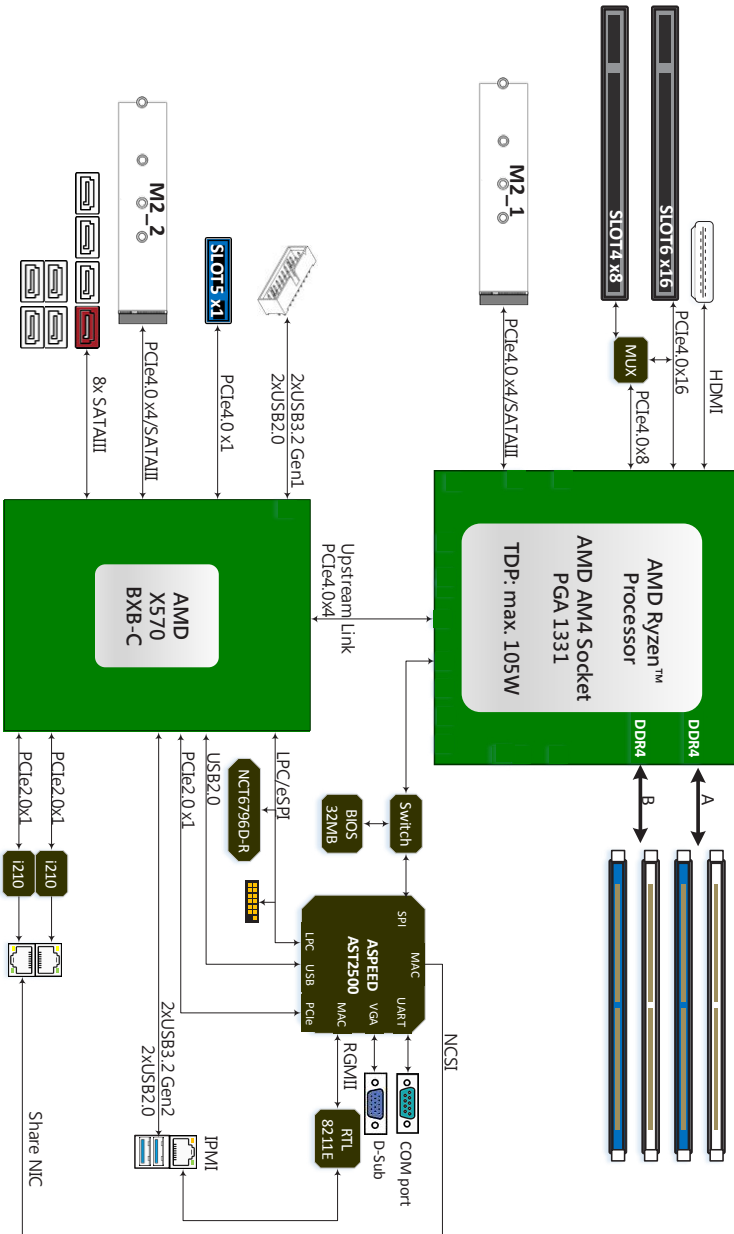 HDMI
SLOT6 x16
PCIe4.0x16
SLOT4 x8
MUX
PCIe4.0x8
M2_1
PCIe4.0 x4/SATAIII
AMD Ryzen™
Processor
AMD AM4 Socket
PGA 1331
TDP: max. 105W
DDR4
A
DDR4
B
Upstream Link
PCIe4.0x4
2xUSB3.2 Gen1
2xUSB2.0
SLOT5 x1
PCIe4.0 x1
M2_2
PCIe4.0 x4/SATAIII
8x SATAIII
AMD
X570
BXB-C
Switch
BIOS
32MB
LPC/eSPI
NCT6796D-R
USB2.0
PCIe2.0 x1
ASPEED
AST2500
SPI
MAC
UART
VGA
MAC
LPC
USB
PCIe
NCSI
COM port
D-Sub
RGMII
RTL
8211E
IPMI
2xUSB3.2 Gen2
2xUSB2.0
PCIe2.0x1
i210
PCIe2.0x1
i210
Share NIC